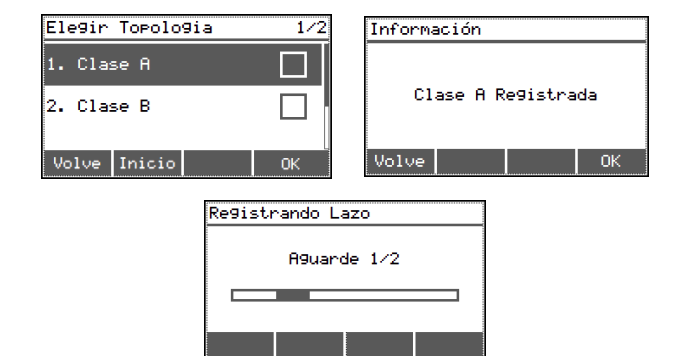 Elegir Topologia 1/2
1. Clase A
2. Clase B
Volve Inicio OK
Información
Clase A Registrada
Volve OK
Registrando Lazo
Aguarde 1/2